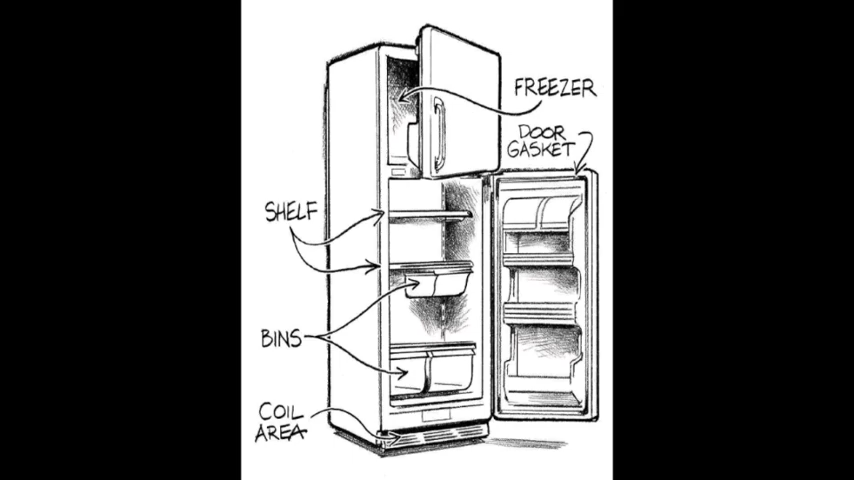 FREEZER
DOOR
GASKET
SHELF
BINS
COIL
AREA